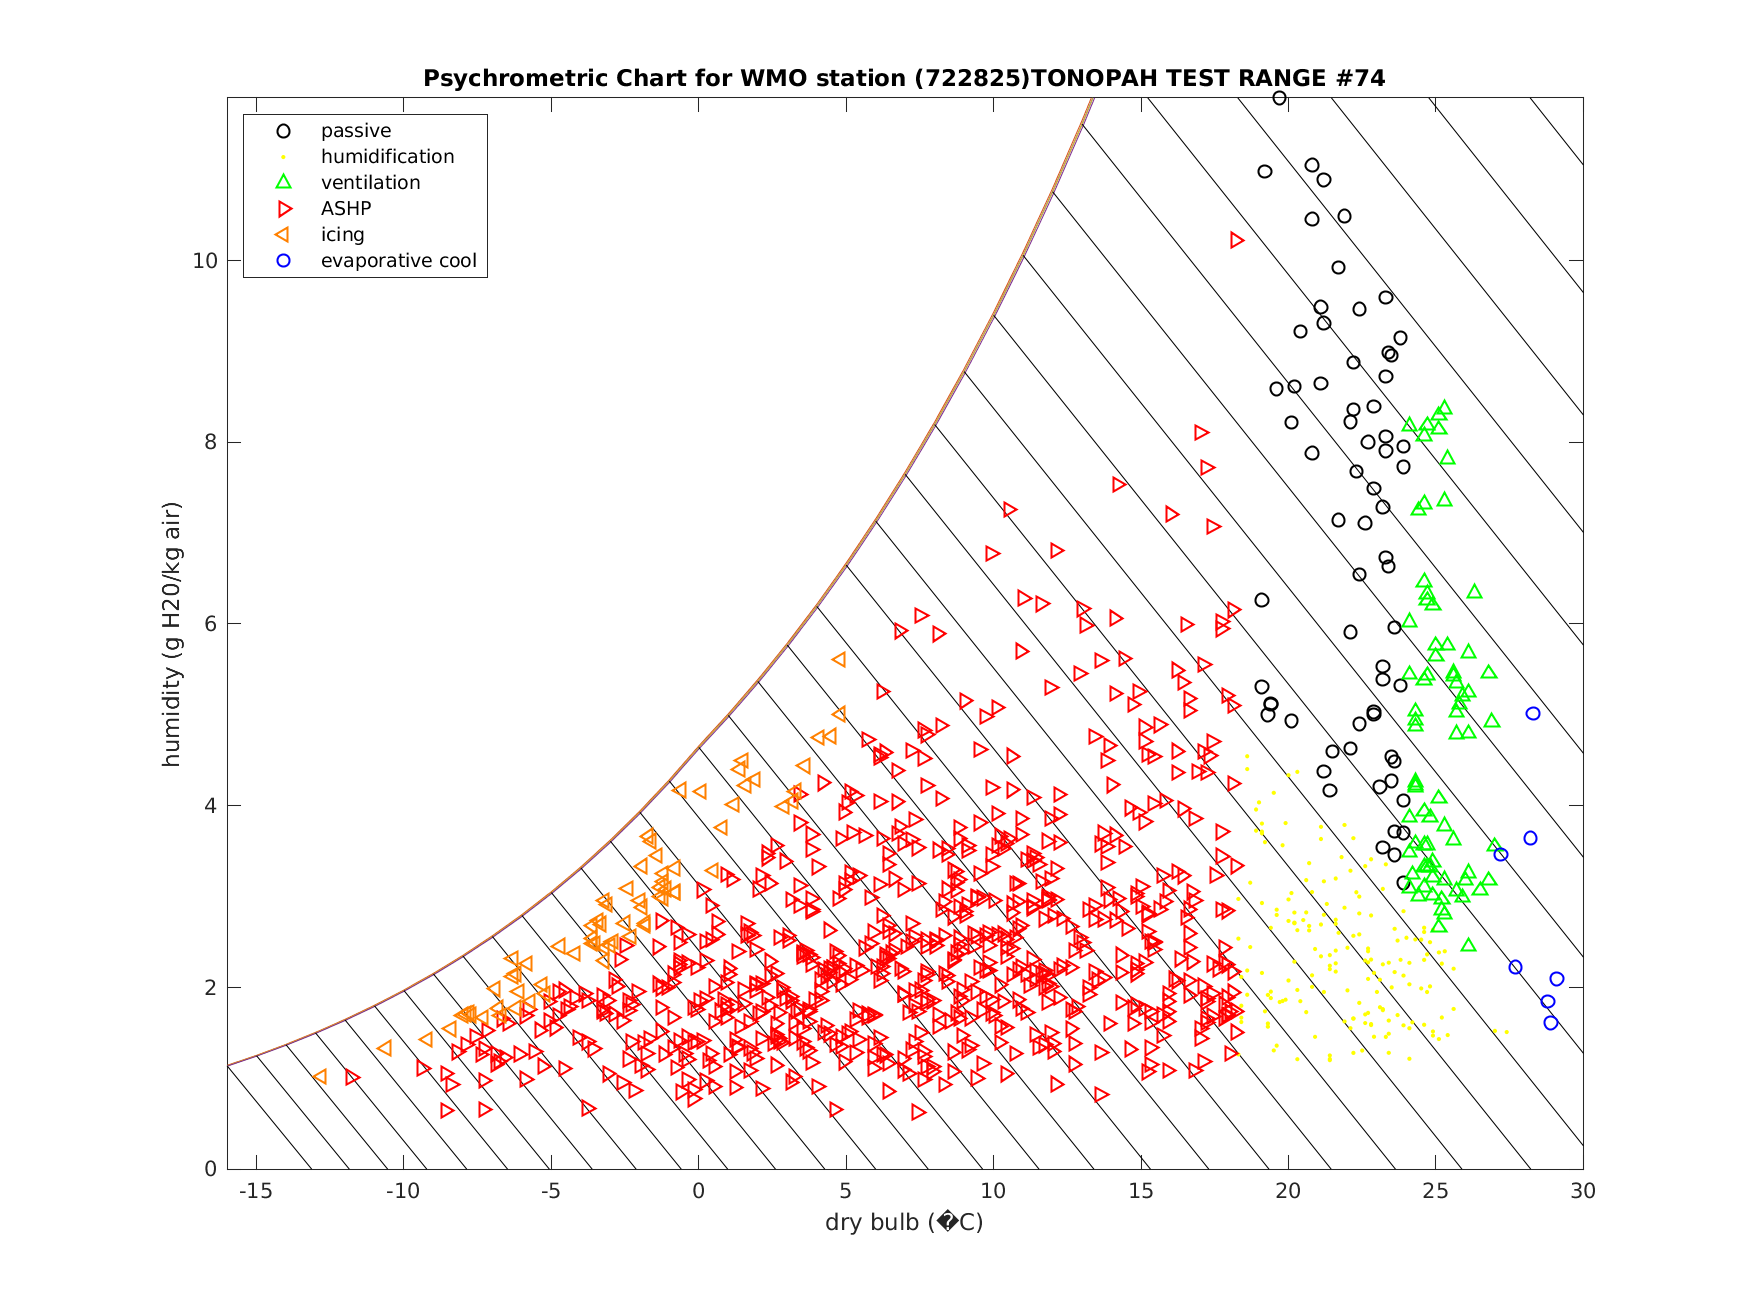 Psychrometric Chart for WMO station (722825)TONOPAH TEST RANGE #74
passive
humidification
ventilation
ASHP
icing
evaporative cool
humidity (g H20/kg air)
10
8
6
4
2
0
-15 -10 -5 0 5 10 15 20 25 30
dry bulb (�C)